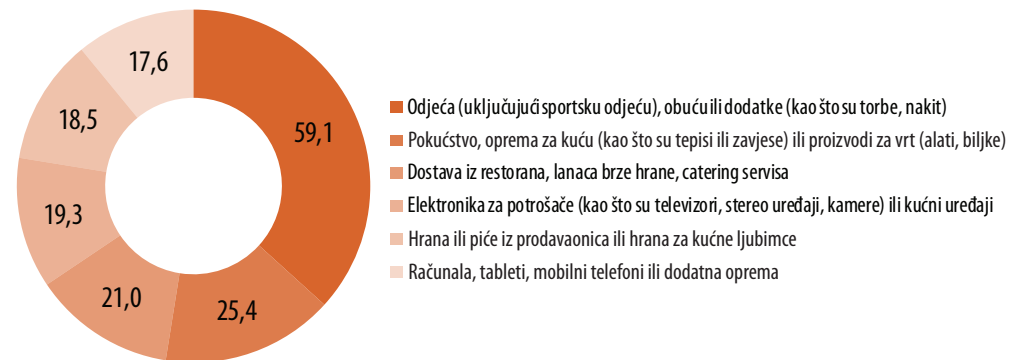 17,6
59,1
18,5
19,3
21,0
25,4
Odjeća (uključujući sportsku odjeću), obuću ili dodatke (kao što su torbe, nakit)
Pokućstvo, oprema za kuću (kao što su tepisi ili zavjese) ili proizvodi za vrt (alati, biljke)
Dostava iz restorana, lanaca brze hrane, catering servisa
Elektronika za potrošače (kao što su televizori, stereo uređaji, kamere) ili kućni uređaji
Hrana ili piće iz prodavaonica ili hrana za kućne ljubimce
Računala, tableti, mobilni telefoni ili dodatna oprema